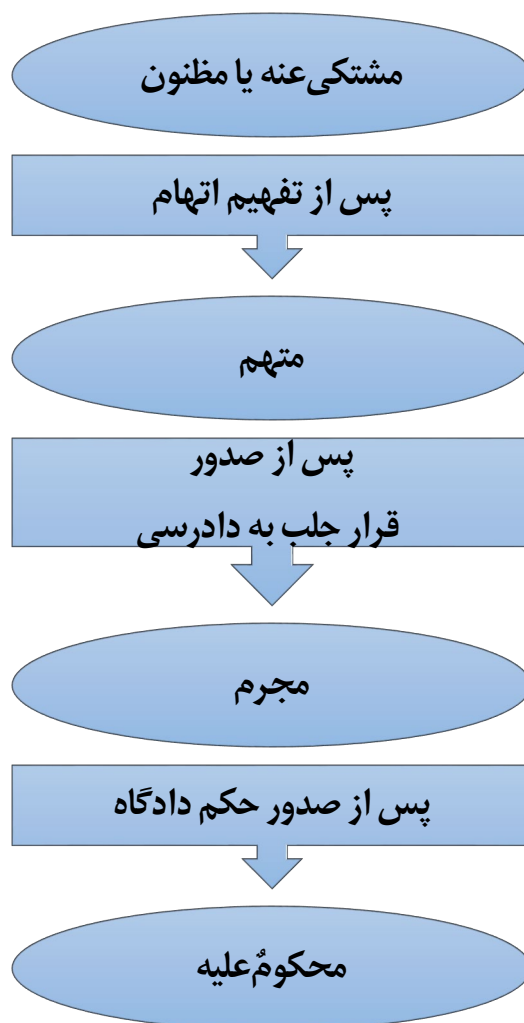 مشتکی‌عنه یا مظنون
پس از تفهیم اتهام
متهم
پس از صدور
قرار جلب به دادرسی
مجرم
پس از صدور حکم دادگاه
محکومٌ‌علیه